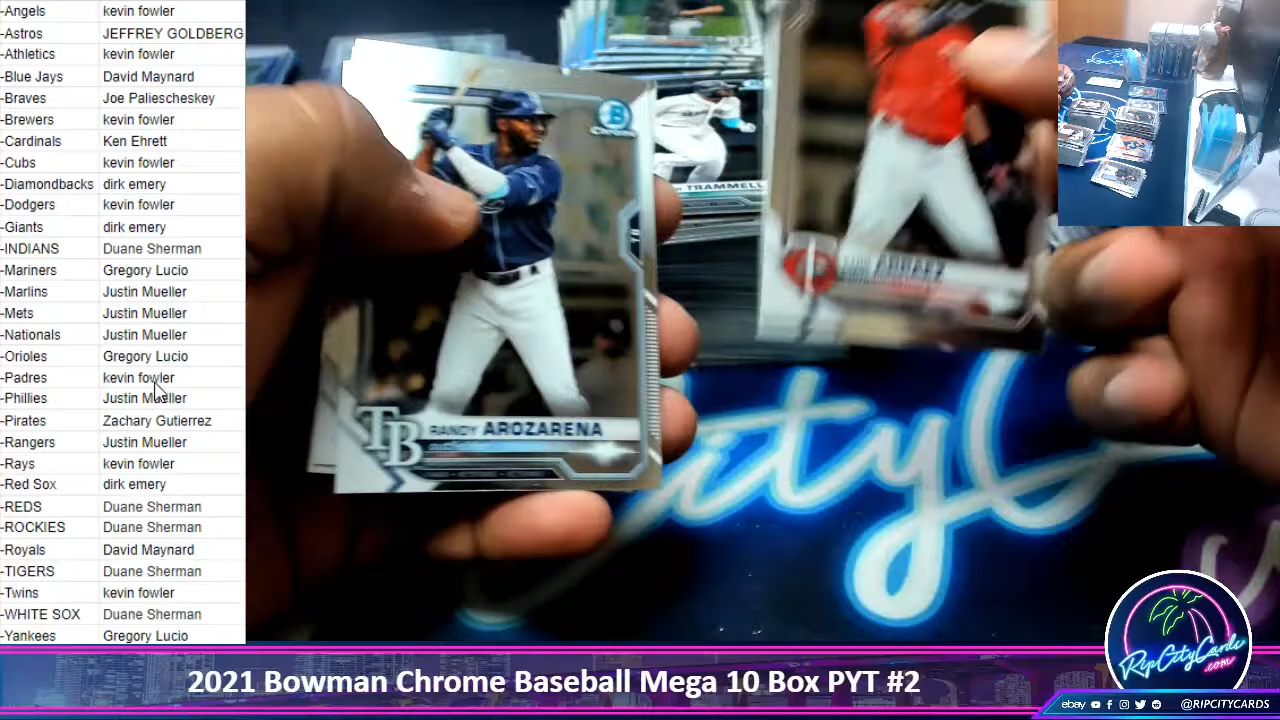 -Angels kevin fowler
-Astros JEFFREY GOLDBERG
-Athletics kevin fowler
-Blue Jays David Maynard
-Braves Joe Paliescheskey
-Brewers kevin fowler
-Cardinals Ken Ehrett
-Cubs kevin fowler
-Diamondbacks dirk emery
-Dodgers kevin fowler
-Giants dirk emery
-INDIANS Duane Sherman
-Mariners Gregory Lucio
-Marlins Justin Mueller
-Mets Justin Mueller
-Nationals Justin Mueller
-Orioles Gregory Lucio
-Padres kevin fowler
-Phillies Justin Mueller
-Pirates Zachary Gutierrez
-Rangers Justin Mueller
-Rays kevin fowler
-Red Sox dirk emery
-REDS Duane Sherman
-ROCKIES Duane Sherman
-Royals David Maynard
-TIGERS Duane Sherman
-Twins kevin fowler
-WHITE SOX Duane Sherman
-Yankees Gregory Lucio
B
Chrome
TRAMMELL
ARRAEZ
TB
RANDY AROZARENA
ityC
RipCityCards
.com
2021 Bowman Chrome Baseball Mega 10 Box PYT #2
ebay
@RIPCITYCARDS